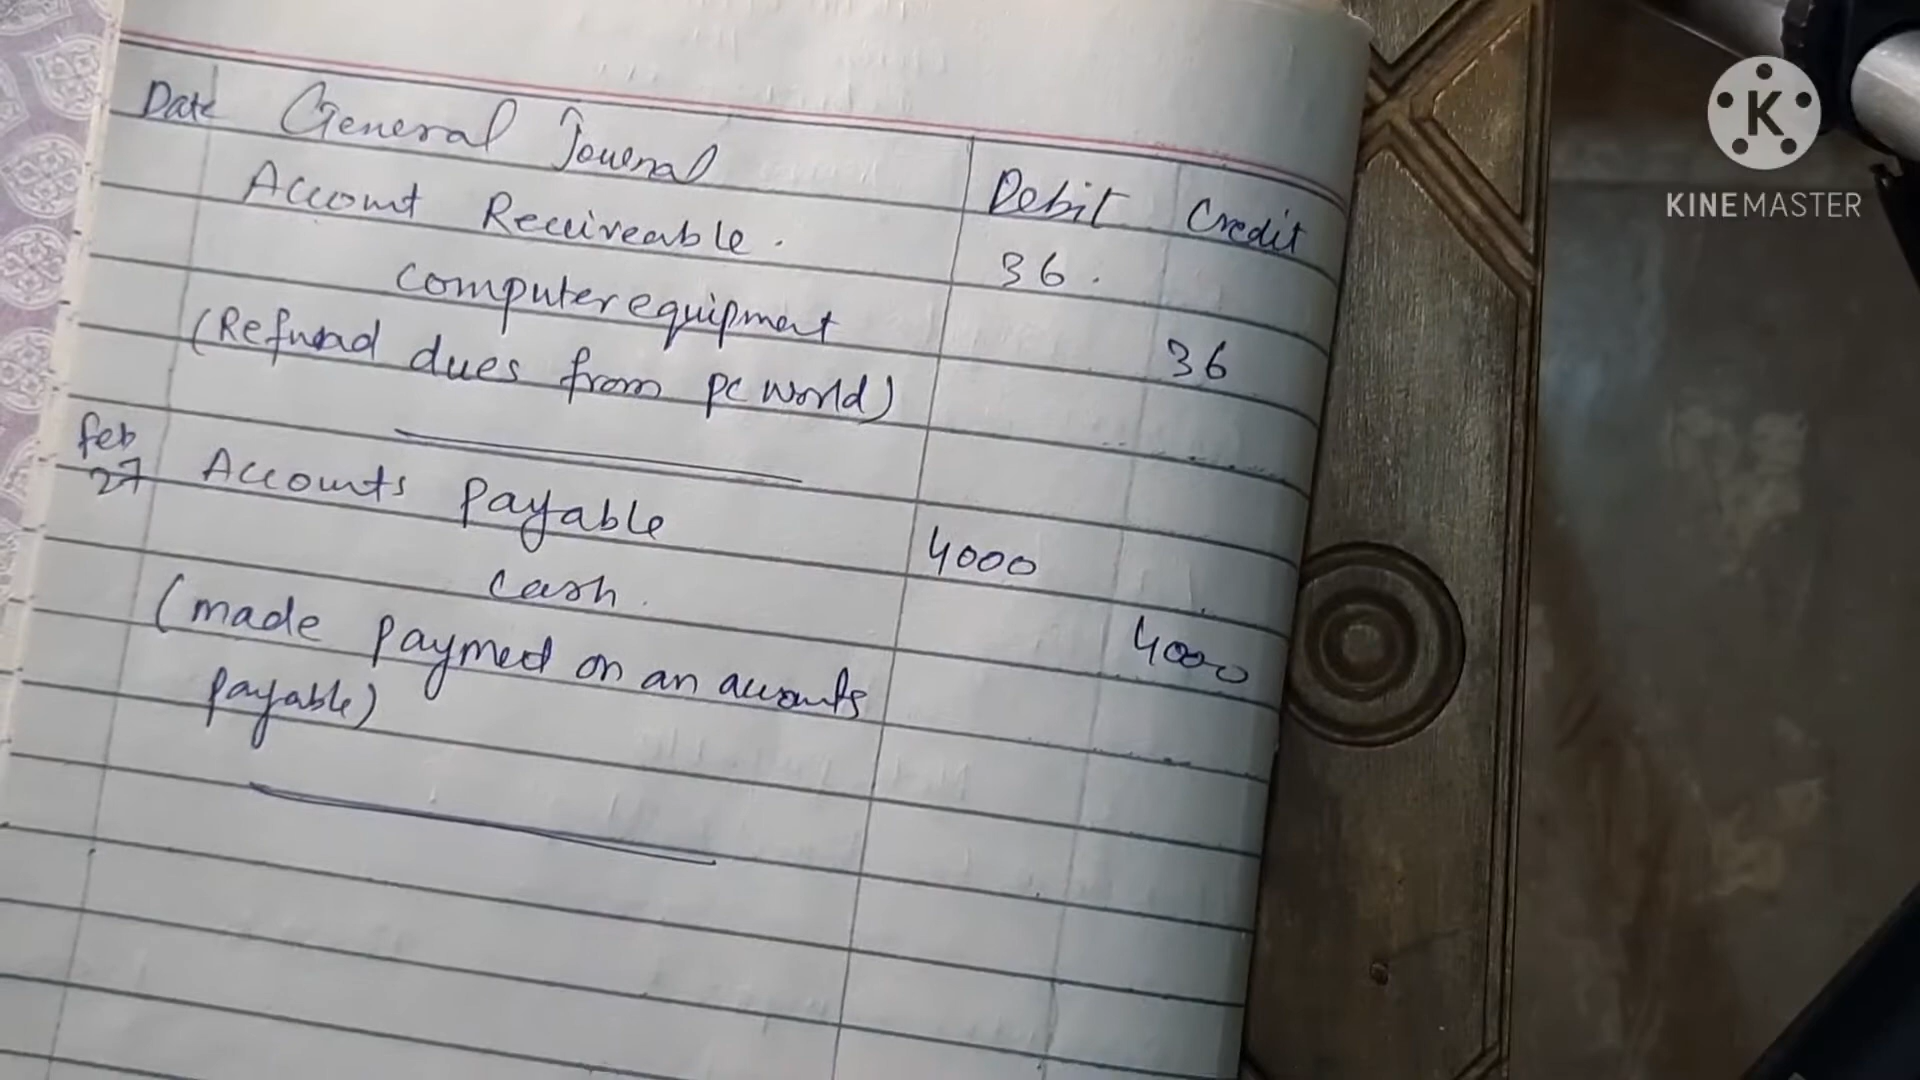 Date General Journal Debit Credit
Account Receiveable. 36.
computer equipment 36
(Refund dues from pc world)
feb
27 Accounts payable 4000
cash. 4000
(made payment on an accounts
payable)
K
KINEMASTER